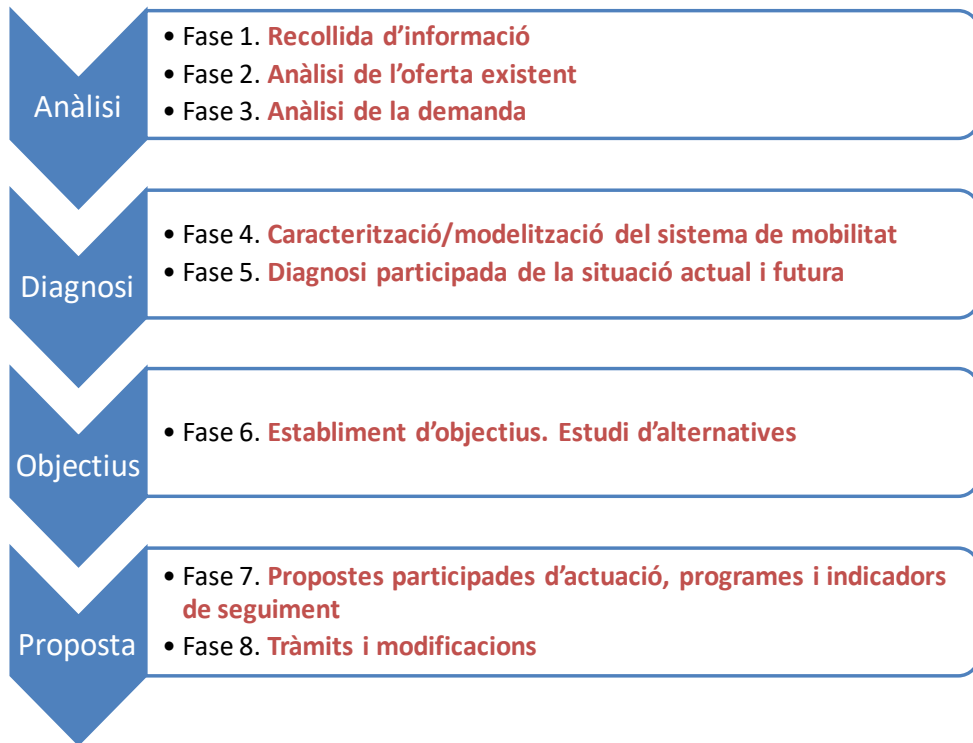 Anàlisi
• Fase 1. Recollida d’informació
• Fase 2. Anàlisi de l’oferta existent
• Fase 3. Anàlisi de la demanda
Diagnosi
• Fase 4. Caracterització/modelització del sistema de mobilitat
• Fase 5. Diagnosi participada de la situació actual i futura
Objectius
• Fase 6. Establiment d’objectius. Estudi d’alternatives
Proposta
• Fase 7. Propostes participades d’actuació, programes i indicadors
de seguiment
• Fase 8. Tràmits i modificacions